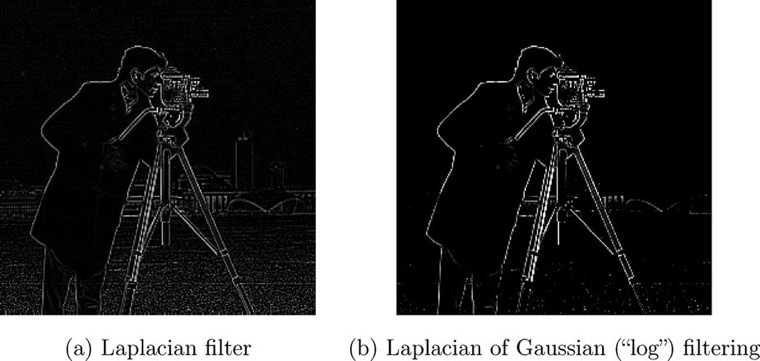 (a) Laplacian filter
(b) Laplacian of Gaussian (“log”) filtering